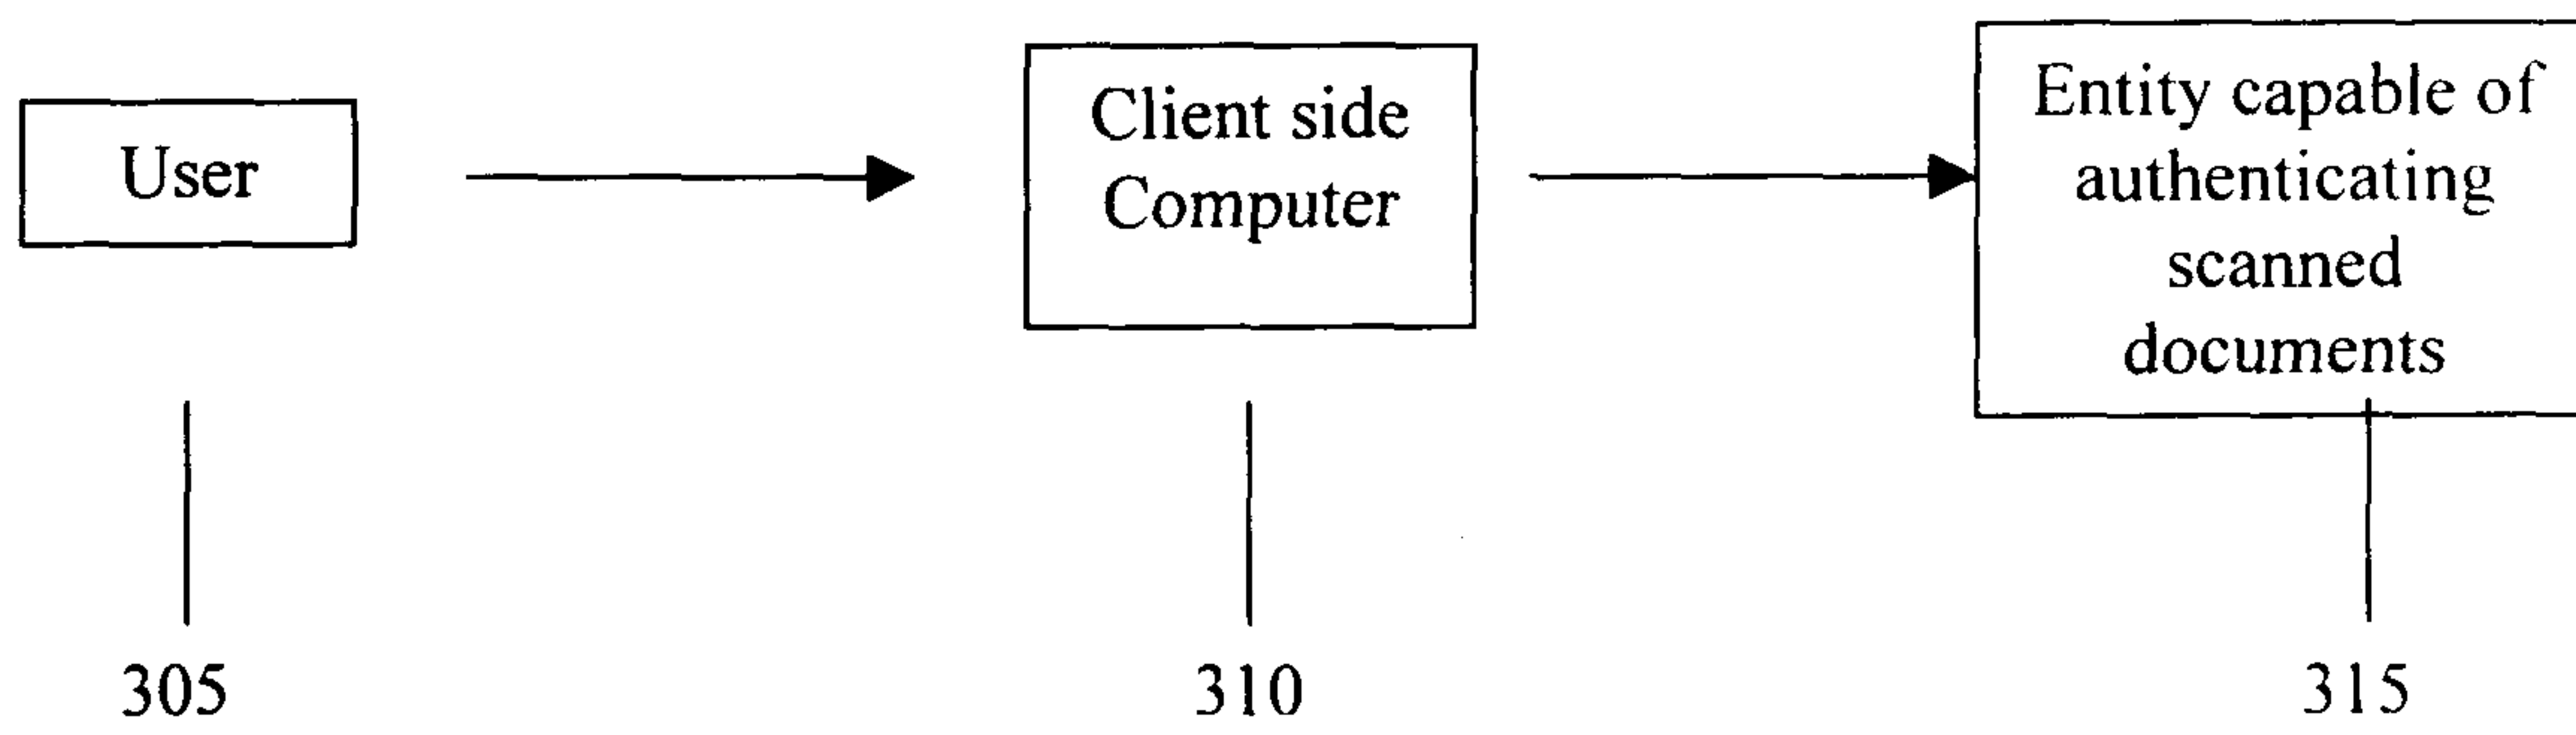 User
Client side
Computer
Entity capable of
authenticating
scanned
documents
305
310
315